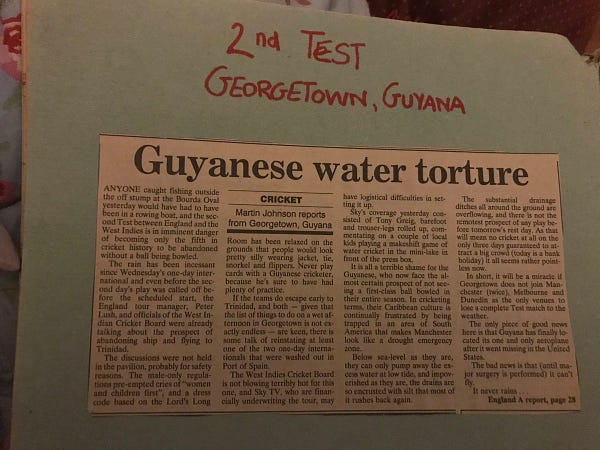 2nd TEST
GEORGETOWN, GUYANA
Guyanese water torture
ANYONE caught fishing outside
the off stump at the Bourda Oval
yesterday would have had to have
been in a rowing boat, and the sec-
ond Test between England and the
West Indies is in imminent danger
of becoming only the fifth in
cricket history to be abandoned
without a ball being bowled.
The rain has been incessant
since Wednesday's one-day inter-
national and even before the sec-
ond day's play was called off be-
fore the scheduled start, the
England tour manager, Peter
Lush, and officials of the West In-
dian Cricket Board were already
talking about the prospect of
abandoning ship and flying to
Trinidad.
The discussions were not held
in the pavilion, probably for safety
reasons. The male-only regula-
tions pre-empted cries of "women
and children first", and a dress
code based on the Lord's Long
CRICKET
Martin Johnson reports
from Georgetown, Guyana
Room has been relaxed on the
grounds that people would look
pretty silly wearing jacket, tie,
snorkel and flippers. Never play
cards with a Guyanese cricketer,
because he's sure to have had
plenty of practice.
If the teams do escape early to
Trinidad, and both — given that
the list of things to do on a wet af-
ternoon in Georgetown is not ex-
actly endless — are keen, there is
some talk of reinstating at least
one of the two one-day interna-
tionals that were washed out in
Port of Spain.
The West Indies Cricket Board
is not blowing terribly hot for this
one, and Sky TV, who are finan-
cially underwriting the tour, may
have logistical difficulties in set-
ting it up.
Sky's coverage yesterday con-
sisted of Tony Greig, barefoot
and trouser-legs rolled up, com-
mentating on a couple of local
kids playing a makeshift game of
water cricket in the mini-lake in
front of the press box.
It is all a terrible shame for the
Guyanese, who now face the al-
most certain prospect of not see-
ing a first-class ball bowled in
their entire season. In cricketing
terms, their Caribbean culture is
continually frustrated by being
trapped in an area of South
America that makes Manchester
look like a drought emergency
zone.
Below sea-level as they are,
they can only pump away the ex-
cess water at low tide, and impov-
erished as they are, the drains are
so encrusted with silt that most of
it rushes back again.
The substantial drainage
ditches all around the ground are
overflowing, and there is not the
remotest prospect of any play be-
fore tomorrow's rest day. As that
will mean no cricket at all on the
only three days guaranteed to at-
tract a big crowd (today is a bank
holiday) it all seems rather point-
less now.
In short, it will be a miracle if
Georgetown does not join Man-
chester (twice), Melbourne and
Dunedin as the only venues to
lose a complete Test match to the
weather.
The only piece of good news
here is that Guyana has finally lo-
cated its one and only aeroplane
after it went missing in the United
States.
The bad news is that (until ma-
jor surgery is performed) it can't
fly.
It never rains
England A report, page 28